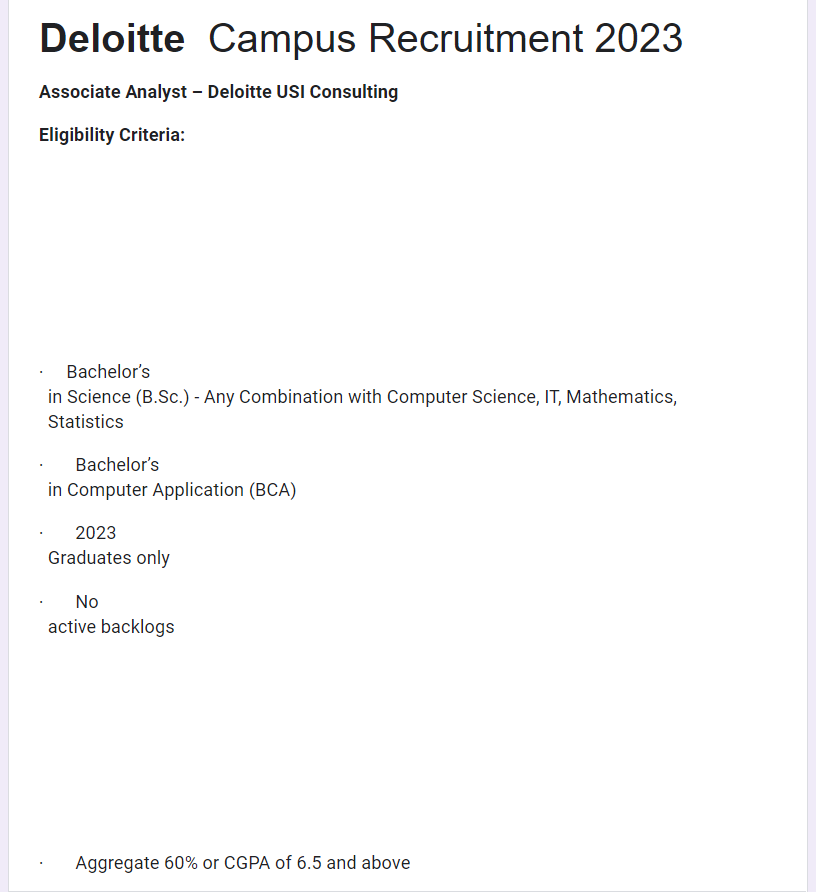 Deloitte Campus Recruitment 2023
Associate Analyst – Deloitte USI Consulting
Eligibility Criteria:
· Bachelor’s
in Science (B.Sc.) - Any Combination with Computer Science, IT, Mathematics,
Statistics
· Bachelor’s
in Computer Application (BCA)
· 2023
Graduates only
· No
active backlogs
· Aggregate 60% or CGPA of 6.5 and above